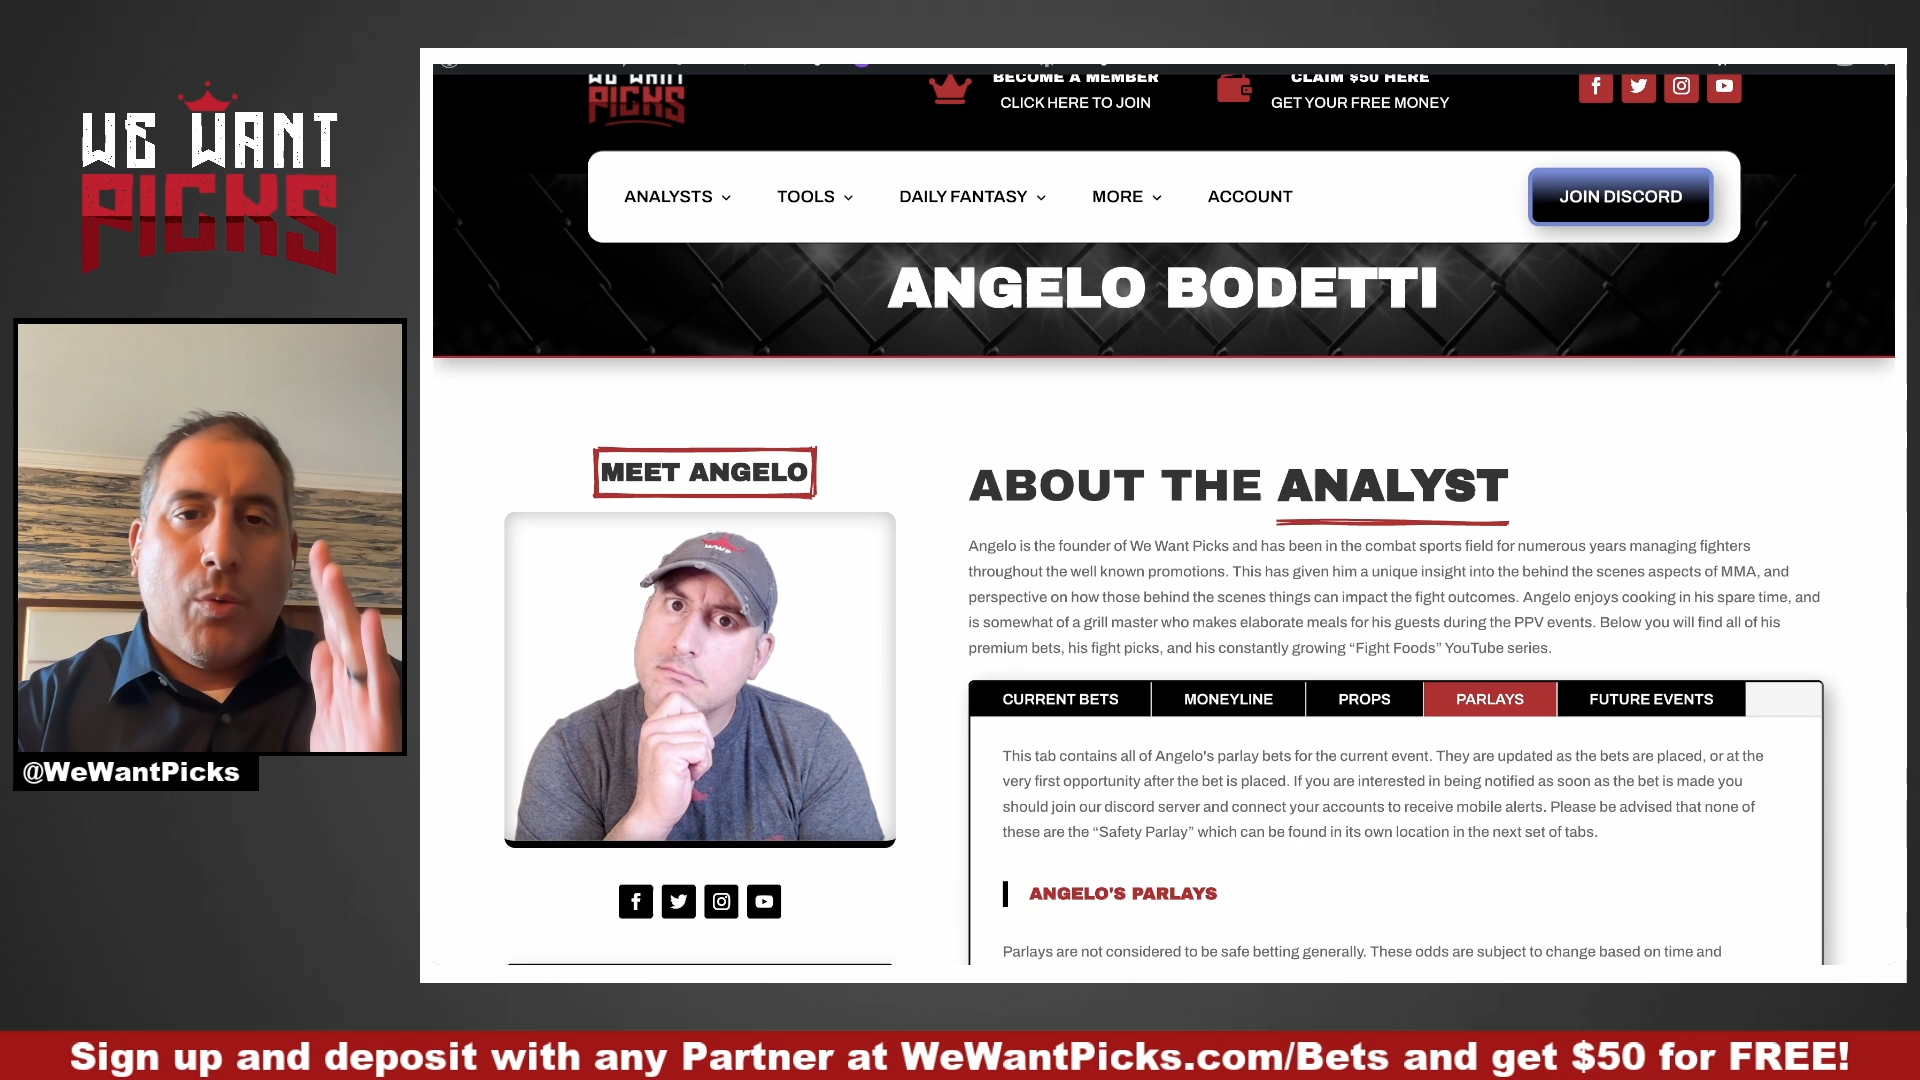 WE WANT
PICKS
@WeWantPicks
WE WANT
PICKS
BECOME A MEMBER
CLICK HERE TO JOIN
CLAIM $50 HERE
GET YOUR FREE MONEY
ANALYSTS
TOOLS
DAILY FANTASY
MORE
ACCOUNT
JOIN DISCORD
ANGELO BODETTI
MEET ANGELO
WWP
ABOUT THE ANALYST
Angelo is the founder of We Want Picks and has been in the combat sports field for numerous years managing fighters
throughout the well known promotions. This has given him a unique insight into the behind the scenes aspects of MMA, and
perspective on how those behind the scenes things can impact the fight outcomes. Angelo enjoys cooking in his spare time, and
is somewhat of a grill master who makes elaborate meals for his guests during the PPV events. Below you will find all of his
premium bets, his fight picks, and his constantly growing “Fight Foods” YouTube series.
CURRENT BETS
MONEYLINE
PROPS
PARLAYS
FUTURE EVENTS
This tab contains all of Angelo's parlay bets for the current event. They are updated as the bets are placed, or at the
very first opportunity after the bet is placed. If you are interested in being notified as soon as the bet is made you
should join our discord server and connect your accounts to receive mobile alerts. Please be advised that none of
these are the “Safety Parlay” which can be found in its own location in the next set of tabs.
ANGELO'S PARLAYS
Parlays are not considered to be safe betting generally. These odds are subject to change based on time and
Sign up and deposit with any Partner at WeWantPicks.com/Bets and get $50 for FREE!